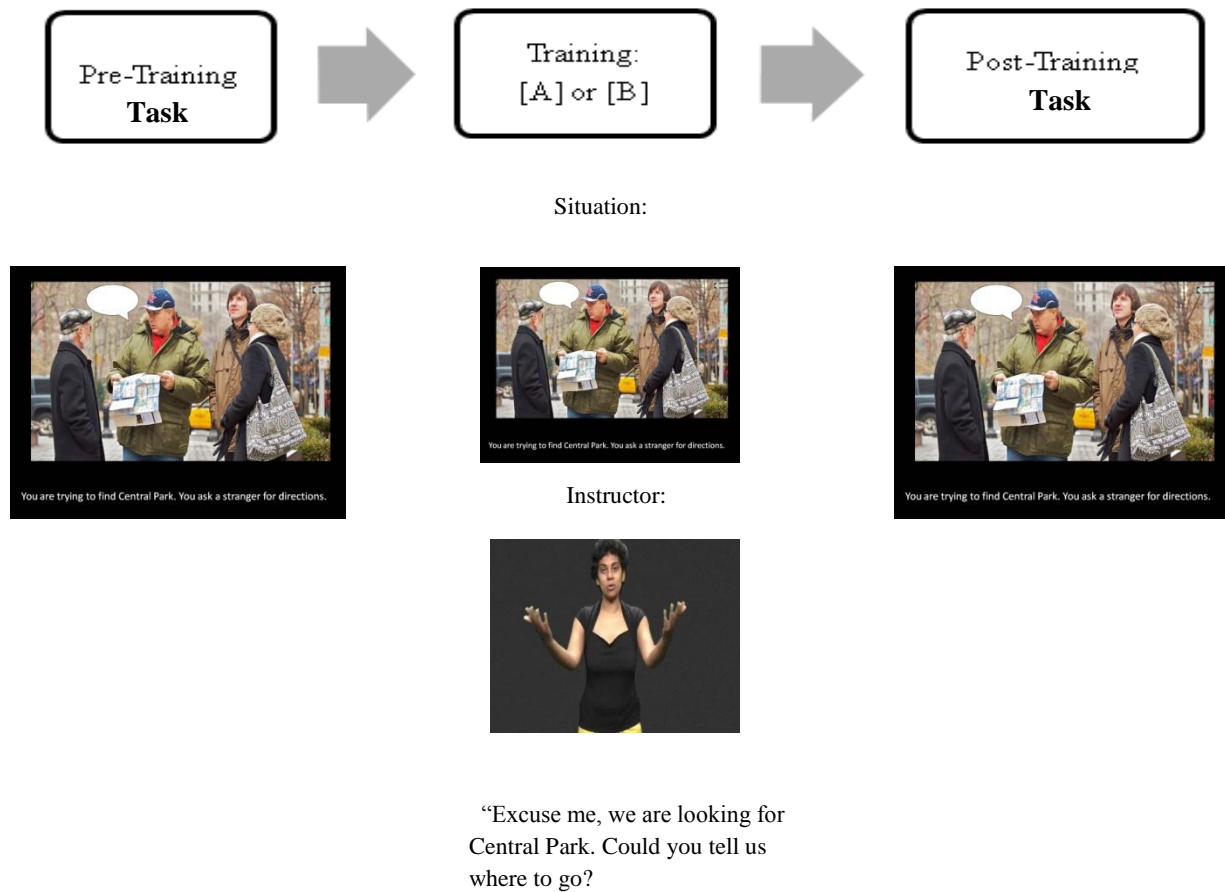 Pre-Training
Task
Training:
[A] or [B]
Post-Training
Task
Situation:
You are trying to find Central Park. You ask a stranger for directions.
You are trying to find Central Park. You ask a stranger for directions.
You are trying to find Central Park. You ask a stranger for directions.
Instructor:
“Excuse me, we are looking for
Central Park. Could you tell us
where to go?